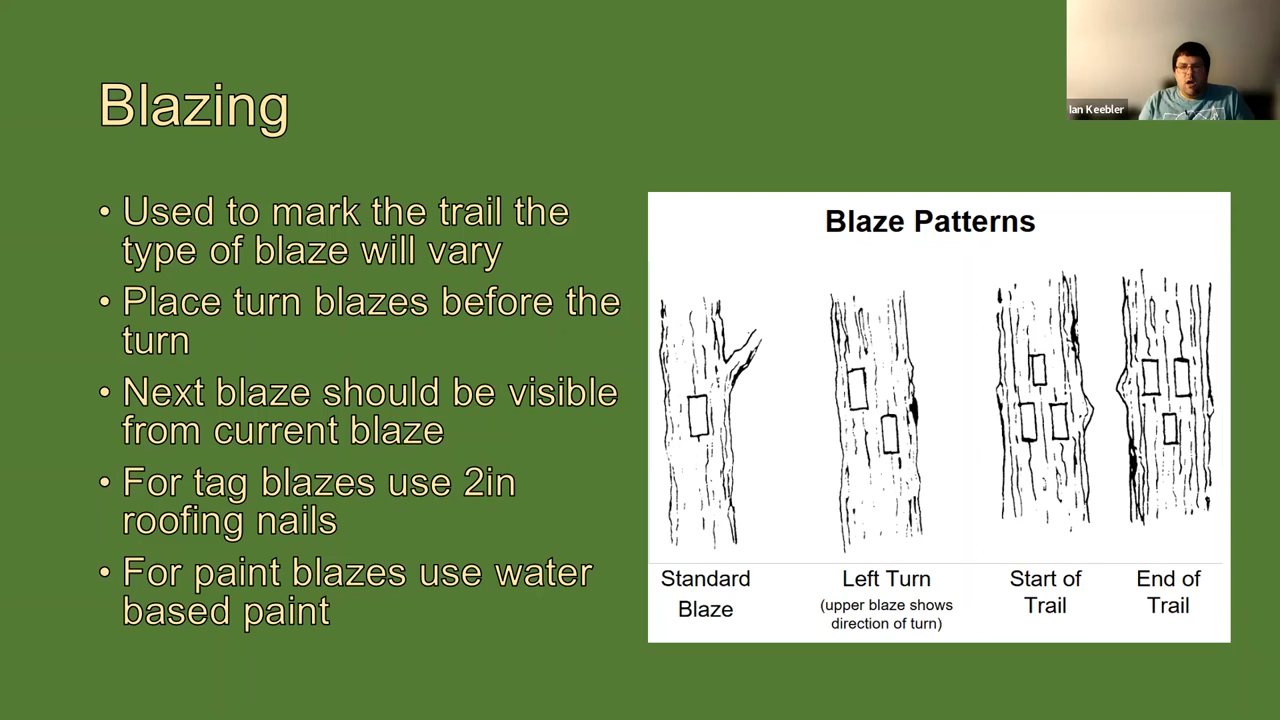 Blazing
Ian Keebler
• Used to mark the trail the
type of blaze will vary
• Place turn blazes before the
turn
• Next blaze should be visible
from current blaze
• For tag blazes use 2in
roofing nails
• For paint blazes use water
based paint
Blaze Patterns
Standard
Blaze
Left Turn
(upper blaze shows
direction of turn)
Start of
Trail
End of
Trail